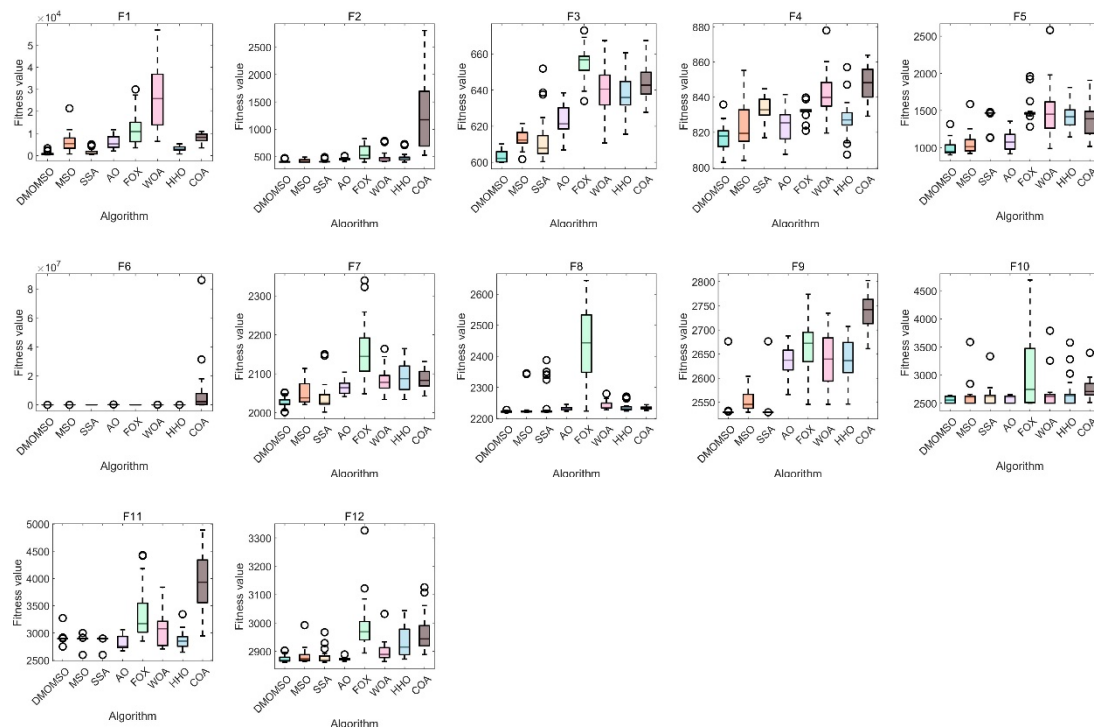 F1
×10⁴
5
4
3
2
1
0
Fitness value
DMOMSO
MSO
SSA
AO
FOX
WOA
HHO
COA
Algorithm
F2
2500
2000
1500
1000
500
Fitness value
DMOMSO
MSO
SSA
AO
FOX
WOA
HHO
COA
Algorithm
F3
660
640
620
600
Fitness value
DMOMSO
MSO
SSA
AO
FOX
WOA
HHO
COA
Algorithm
F4
880
860
840
820
800
Fitness value
DMOMSO
MSO
SSA
AO
FOX
WOA
HHO
COA
Algorithm
F5
2500
2000
1500
1000
Fitness value
DMOMSO
MSO
SSA
AO
FOX
WOA
HHO
COA
Algorithm
F6
×10⁷
8
6
4
2
0
Fitness value
DMOMSO
MSO
SSA
AO
FOX
WOA
HHO
COA
Algorithm
F7
2300
2200
2100
2000
Fitness value
DMOMSO
MSO
SSA
AO
FOX
WOA
HHO
COA
Algorithm
F8
2600
2500
2400
2300
2200
Fitness value
DMOMSO
MSO
SSA
AO
FOX
WOA
HHO
COA
Algorithm
F9
2800
2750
2700
2650
2600
2550
Fitness value
DMOMSO
MSO
SSA
AO
FOX
WOA
HHO
COA
Algorithm
F10
4500
4000
3500
3000
2500
Fitness value
DMOMSO
MSO
SSA
AO
FOX
WOA
HHO
COA
Algorithm
F11
5000
4500
4000
3500
3000
2500
Fitness value
DMOMSO
MSO
SSA
AO
FOX
WOA
HHO
COA
Algorithm
F12
3300
3200
3100
3000
2900
Fitness value
DMOMSO
MSO
SSA
AO
FOX
WOA
HHO
COA
Algorithm